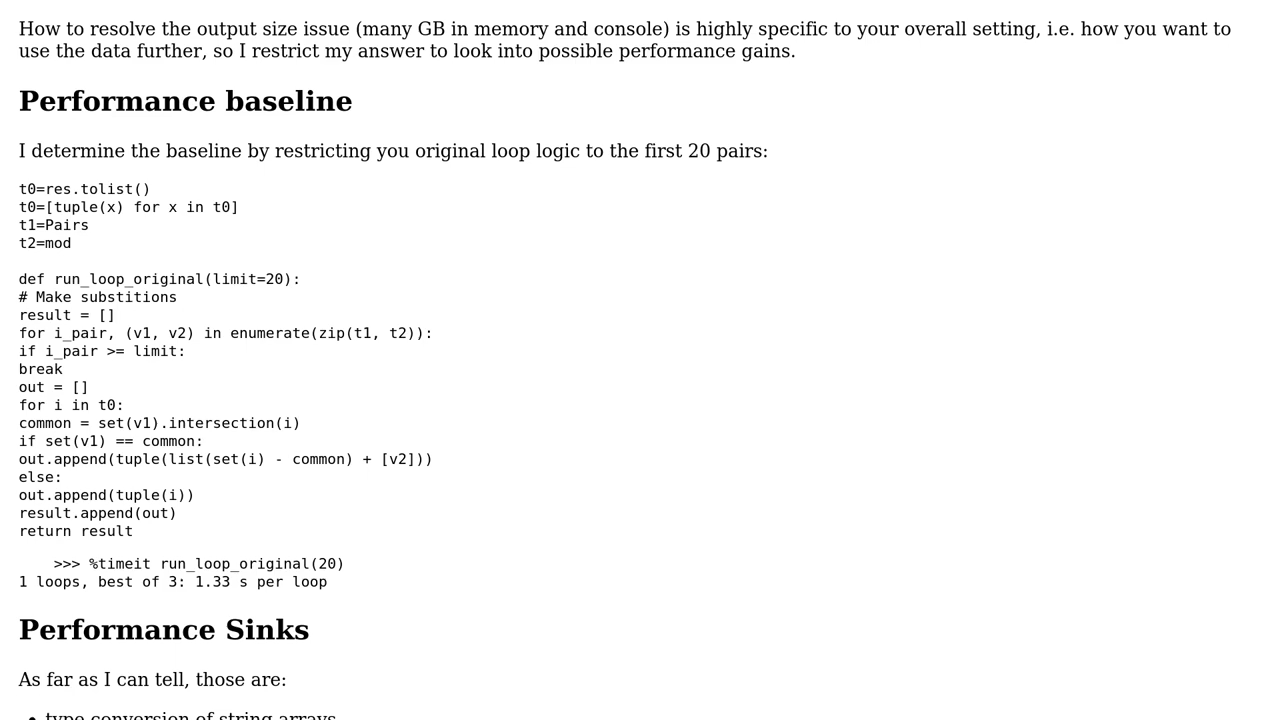 How to resolve the output size issue (many GB in memory and console) is highly specific to your overall setting, i.e. how you want to
use the data further, so I restrict my answer to look into possible performance gains.
Performance baseline
I determine the baseline by restricting you original loop logic to the first 20 pairs:
t0=res.tolist()
t0=[tuple(x) for x in t0]
t1=Pairs
t2=mod
def run_loop_original(limit=20):
# Make substitions
result = []
for i_pair, (v1, v2) in enumerate(zip(t1, t2)):
if i_pair >= limit:
break
out = []
for i in t0:
common = set(v1).intersection(i)
if set(v1) == common:
out.append(tuple(list(set(i) - common) + [v2]))
else:
out.append(tuple(i))
result.append(out)
return result
>>> %timeit run_loop_original(20)
1 loops, best of 3: 1.33 s per loop
Performance Sinks
As far as I can tell, those are:
• type conversion of string arrays